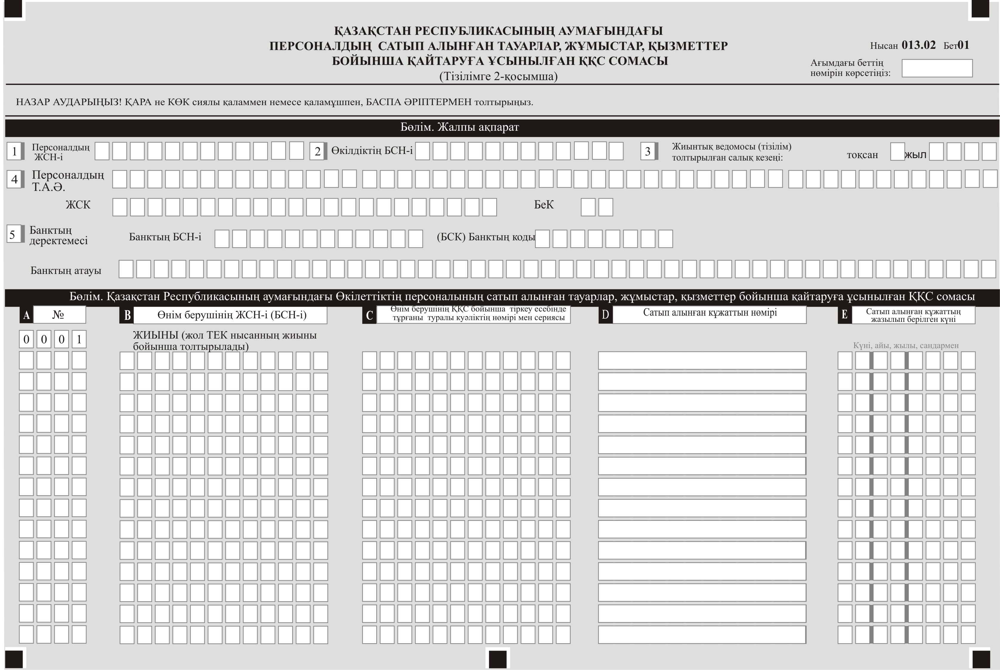 ҚАЗАҚСТАН РЕСПУБЛИКАСЫНЫҢ АУМАҒЫНДАҒЫ
ПЕРСОНАЛДЫҢ САТЫП АЛЫНҒАН ТАУАРЛАР, ЖҰМЫСТАР, ҚЫЗМЕТТЕР
БОЙЫНША ҚАЙТАРУҒА ҰСЫНЫЛҒАН ҚҚС СОМАСЫ
(Тізілімге 2-қосымша)
Нысан 013.02 Бет01
Ағымдағы беттің
нөмірін көрсетіңіз:
НАЗАР АУДАРЫҢЫЗ! ҚАРА не КӨК сиялы қаламмен немесе қаламұшпен, БАСПА ӘРІПТЕРМЕН толтырыңыз.
Бөлім. Жалпы ақпарат
1 Персоналдың
ЖСН-і
2 Өкілдіктің БСН-і
3 Жиынтық ведомосы (тізілім)
толтырылған салық кезеңі:
тоқсан жыл
4 Персоналдың
Т.А.Ә.
ЖСК БеК
5 Банктың
деректемесі
Банктың БСН-і (БСК) Банктың коды
Банктың атауы
Бөлім. Қазақстан Республикасының аумағындағы Өкілеттіктің персоналының сатып алынған тауарлар, жұмыстар, қызметтер бойынша қайтаруға ұсынылған ҚҚС сомасы
A №
B Өнім берушінің ЖСН-і (БСН-і)
C Өнім берушінің ҚҚС бойынша тіркеу есебінде
тұрғаны туралы куәліктің нөмірі мен сериясы
D Сатып алынған құжаттын нөмірі
E Сатып алынған құжаттың
жазылып берілген күні
0 0 0 1
ЖИЫНЫ (жол ТЕК нысанның жиыны
бойынша толтырылады)
Күні, айы, жылы, сандармен